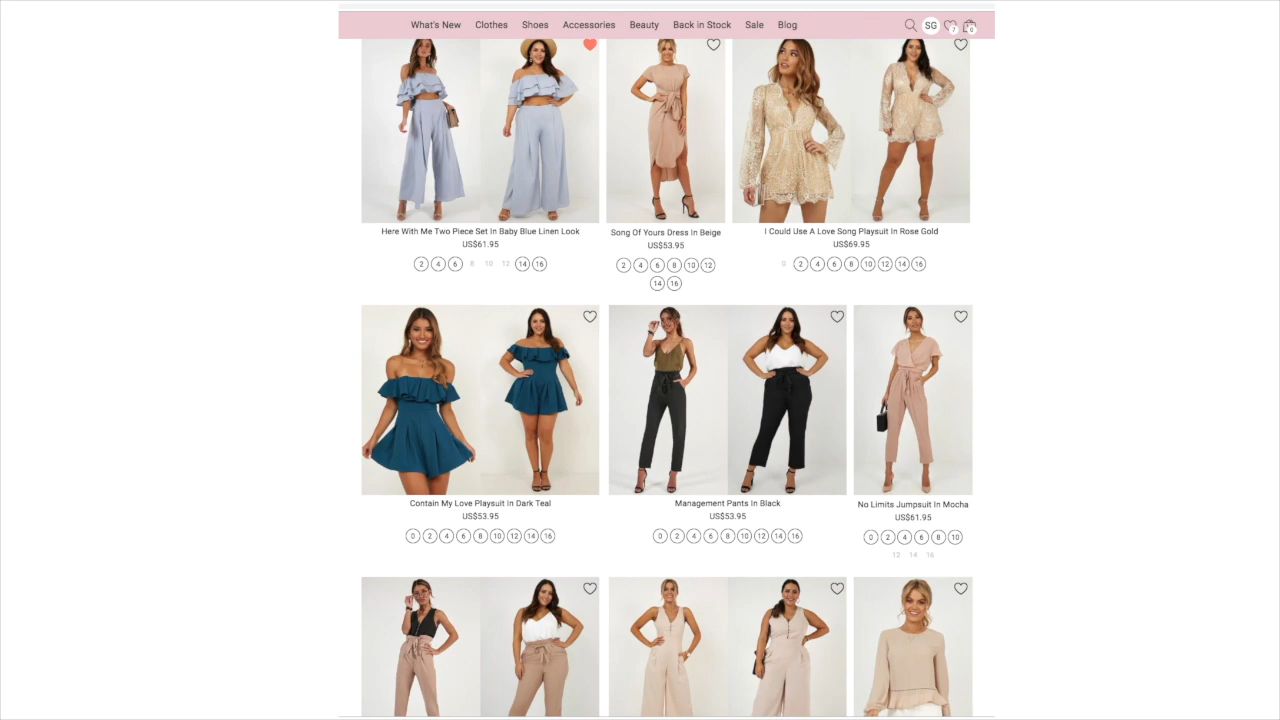 What's New Clothes Shoes Accessories Beauty Back in Stock Sale Blog SG 7 0
Here With Me Two Piece Set In Baby Blue Linen Look
US$61.95
2 4 6 8 10 12 14 16
Song Of Yours Dress In Beige
US$53.95
2 4 6 8 10 12
14 16
I Could Use A Love Song Playsuit In Rose Gold
US$69.95
0 2 4 6 8 10 12 14 16
Contain My Love Playsuit In Dark Teal
US$53.95
0 2 4 6 8 10 12 14 16
Management Pants In Black
US$53.95
0 2 4 6 8 10 12 14 16
No Limits Jumpsuit In Mocha
US$61.95
0 2 4 6 8 10
12 14 16